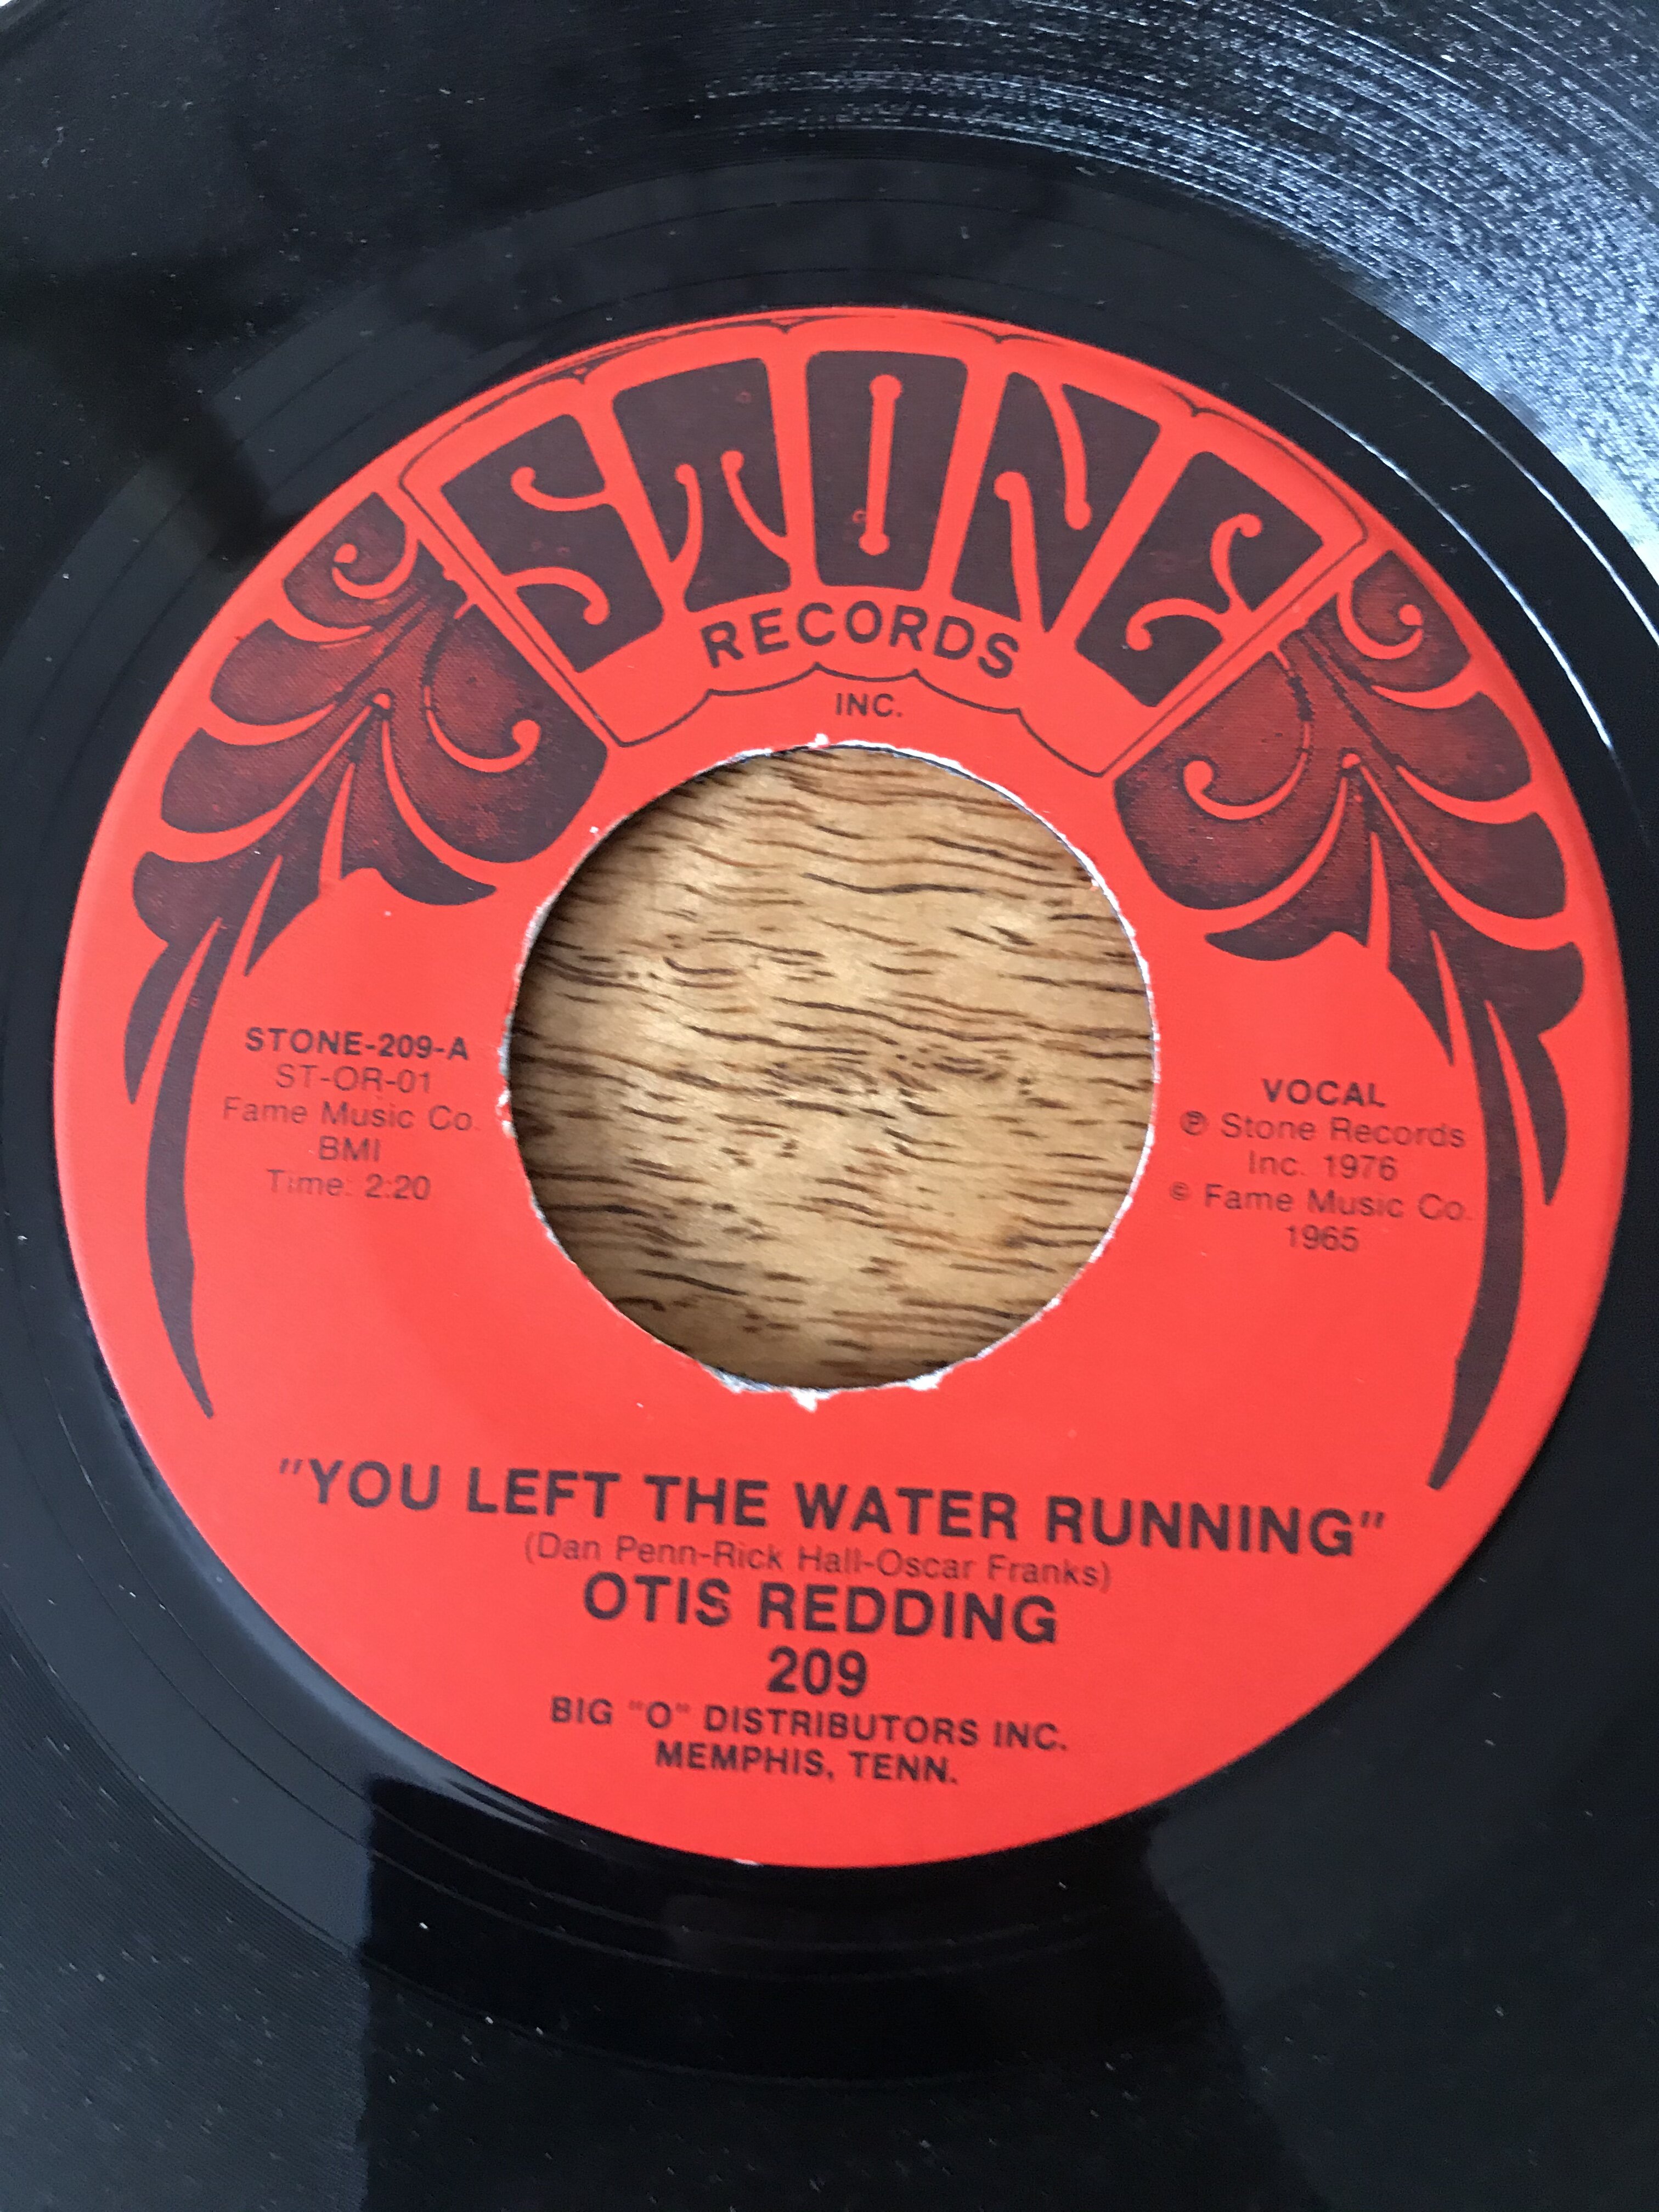 STONE
RECORDS
INC.
STONE-209-A
ST-OR-01
Fame Music Co.
BMI
Time: 2:20
VOCAL
℗ Stone Records
Inc. 1976
© Fame Music Co.
1965
"YOU LEFT THE WATER RUNNING"
(Dan Penn-Rick Hall-Oscar Franks)
OTIS REDDING
209
BIG "O" DISTRIBUTORS INC.
MEMPHIS, TENN.